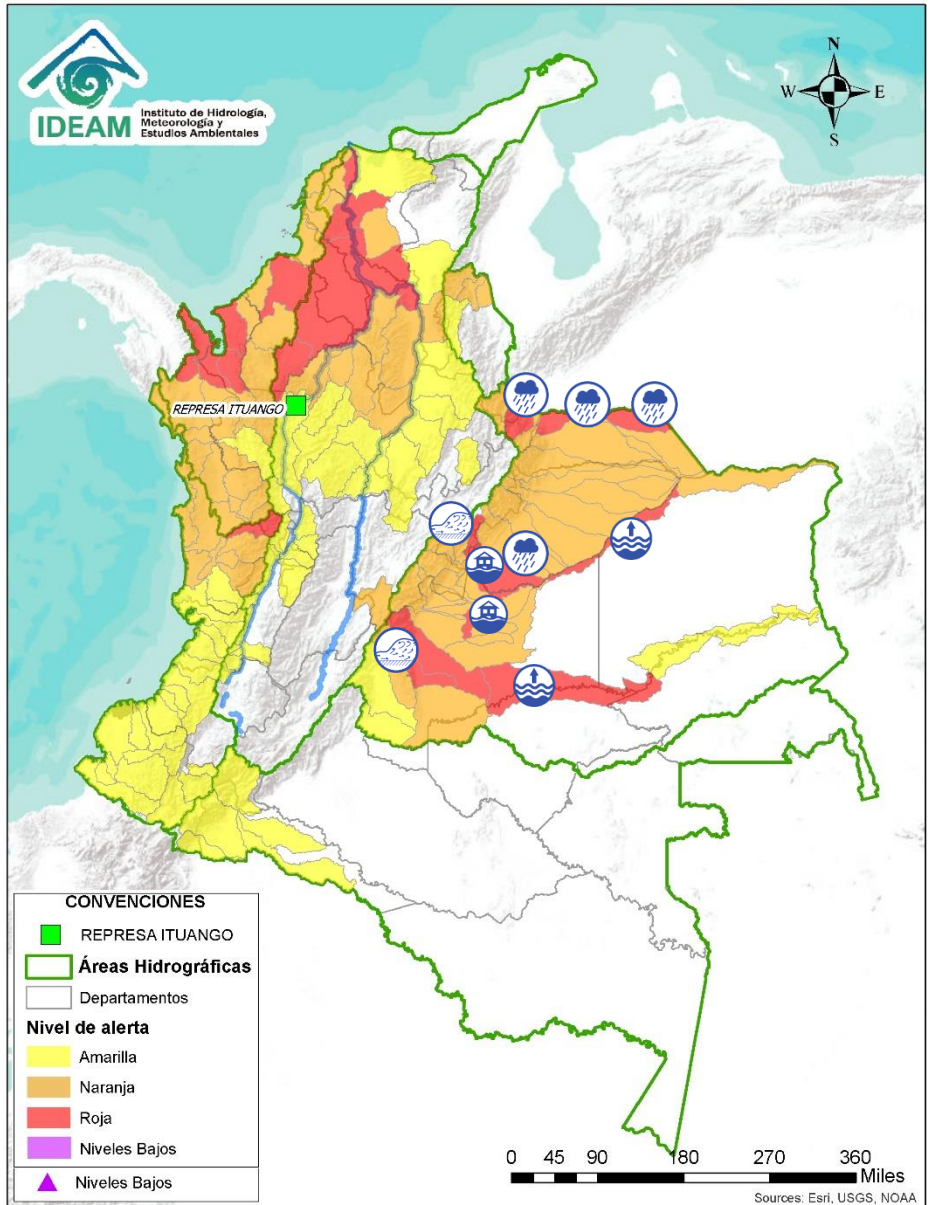 IDEAM
Instituto de Hidrología,
Meteorología y
Estudios Ambientales
N
W
E
S
REPRESA ITUANGO
CONVENCIONES
REPRESA ITUANGO
Áreas Hidrográficas
Departamentos
Nivel de alerta
Amarilla
Naranja
Roja
Niveles Bajos
Niveles Bajos
0 45 90 180 270 360
Miles
Sources: Esri, USGS, NOAA